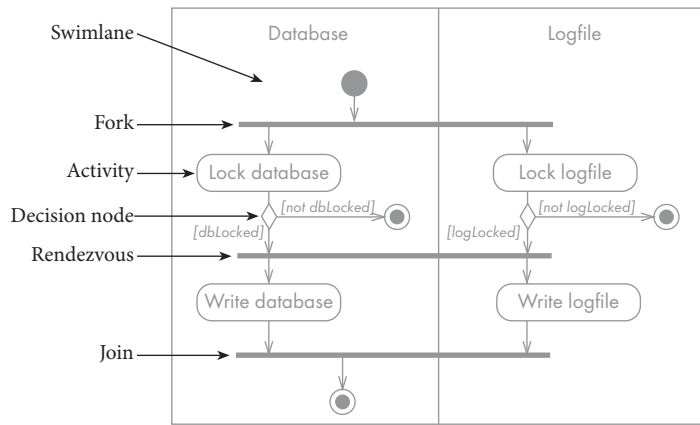 Swimlane
Database
Logfile
Fork
Activity
Lock database
Lock logfile
Decision node
[not dbLocked]
[not logLocked]
[dbLocked]
[logLocked]
Rendezvous
Write database
Write logfile
Join